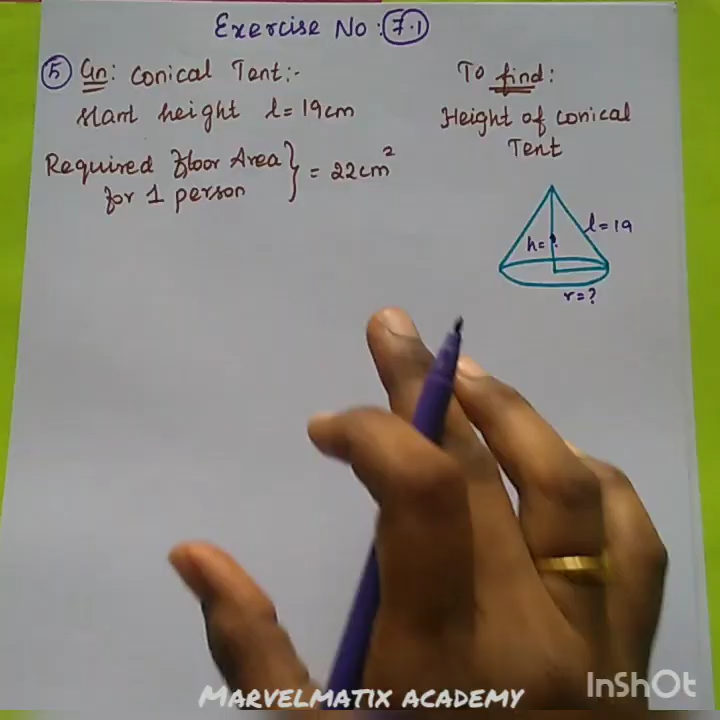 Exercise No: 7.1
5 Gn: Conical Tent:-
slant height l = 19cm
Required Floor Area
for 1 person } = 22cm²
To find:
Height of conical
Tent
h=?
l=19
r=?
InShOt
MARVELMATIX ACADEMY